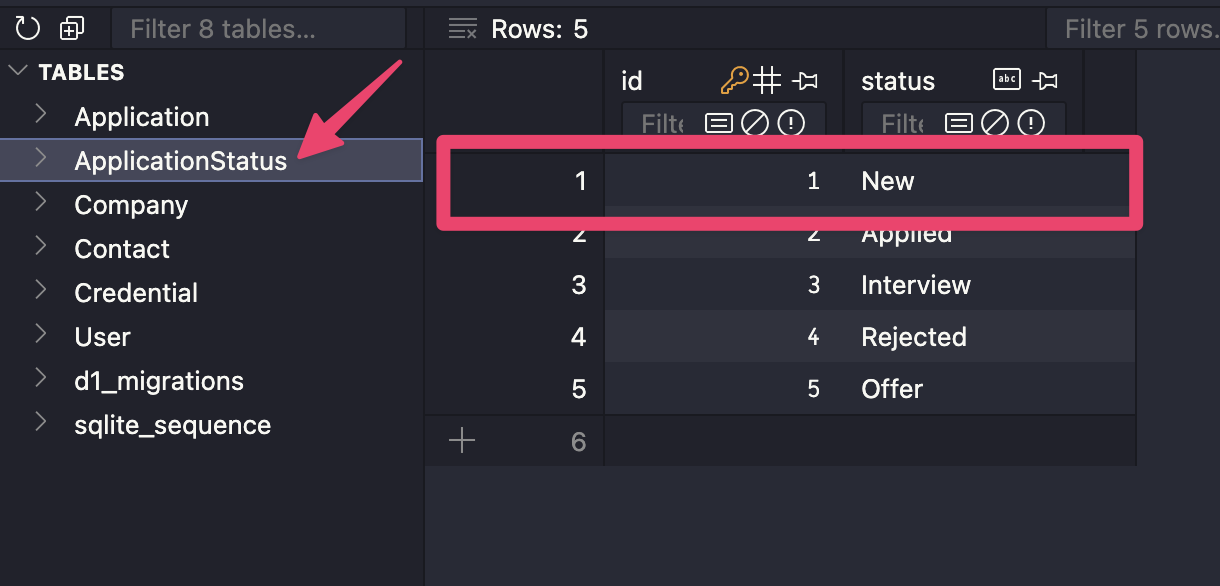 Filter 8 tables...
Rows: 5
Filter 5 rows.
TABLES
Application
ApplicationStatus
Company
Contact
Credential
User
d1_migrations
sqlite_sequence
id
status
abc
Filte
Filte
1 1 New
2 2 Applied
3 3 Interview
4 4 Rejected
5 5 Offer
6